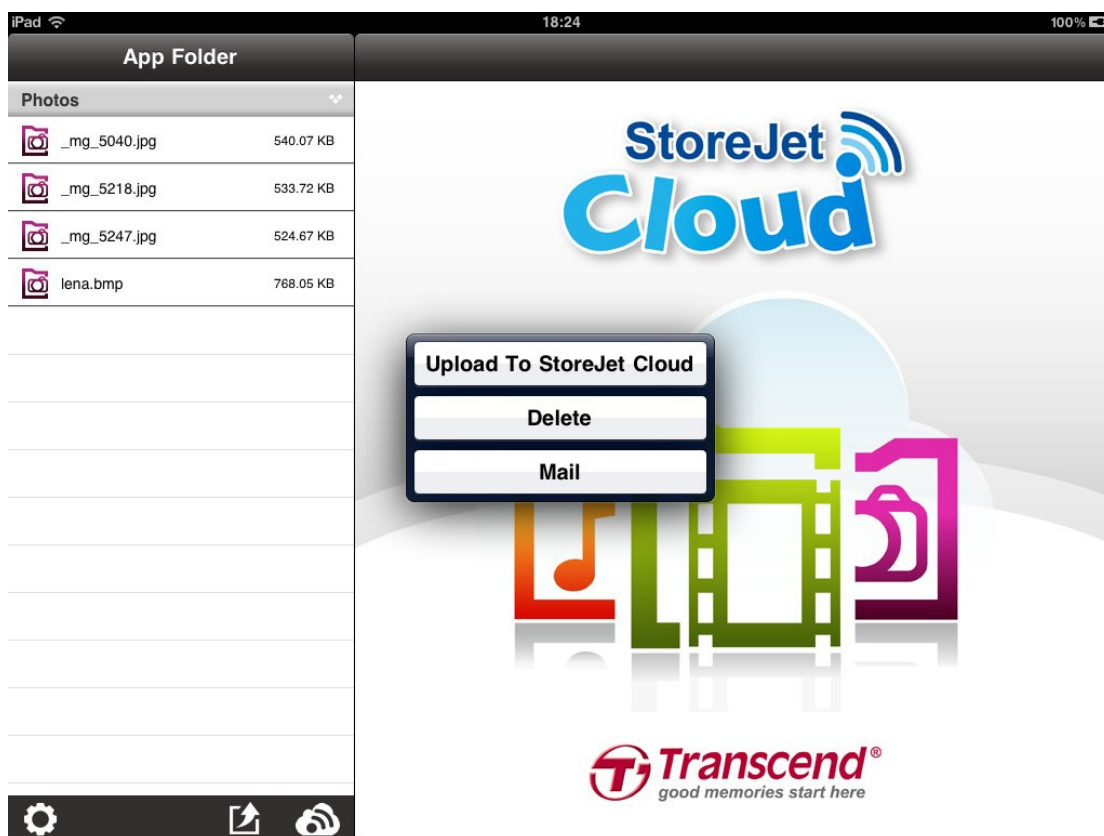 iPad 18:24 100%
App Folder
Photos
_mg_5040.jpg 540.07 KB
_mg_5218.jpg 533.72 KB
_mg_5247.jpg 524.67 KB
lena.bmp 768.05 KB
StoreJet
Cloud
Upload To StoreJet Cloud
Delete
Mail
Transcend®
good memories start here